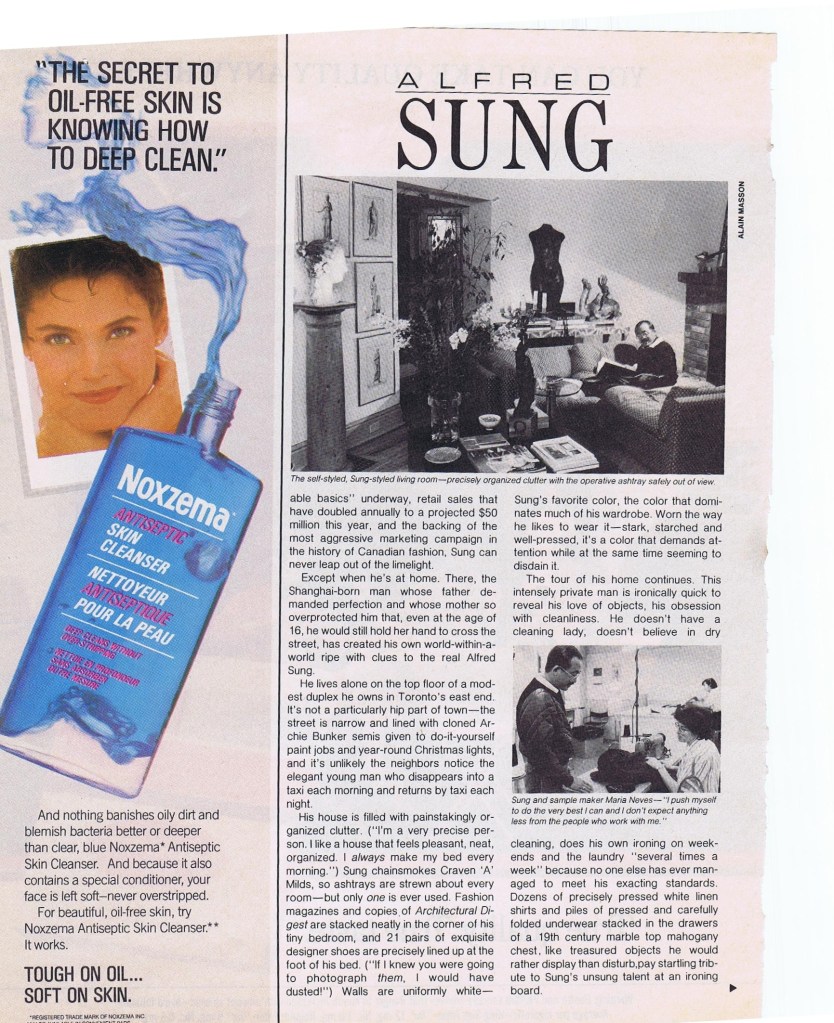 "THE SECRET TO
OIL-FREE SKIN IS
KNOWING HOW
TO DEEP CLEAN."
NOXZEMA
ANTISEPTIC
SKIN
CLEANSER
NETTOYEUR
ANTISEPTIQUE
POUR LA PEAU
DEEP CLEANS WITHOUT
OVER-STRIPPING
NETTOIE EN PROFONDEUR
SANS DESSÉCHER
OUTRE MESURE
And nothing banishes oily dirt and
blemish bacteria better or deeper
than clear, blue Noxzema* Antiseptic
Skin Cleanser. And because it also
contains a special conditioner, your
face is left soft—never overstripped.
For beautiful, oil-free skin, try
Noxzema Antiseptic Skin Cleanser.**
It works.
TOUGH ON OIL...
SOFT ON SKIN.
*REGISTERED TRADE MARK OF NOXZEMA INC.
ALFRED
SUNG
ALAIN MASSON
The self-styled, Sung-styled living room—precisely organized clutter with the operative ashtray safely out of view.
able basics" underway, retail sales that
have doubled annually to a projected $50
million this year, and the backing of the
most aggressive marketing campaign in
the history of Canadian fashion, Sung can
never leap out of the limelight.
Except when he's at home. There, the
Shanghai-born man whose father de-
manded perfection and whose mother so
overprotected him that, even at the age of
16, he would still hold her hand to cross the
street, has created his own world-within-a-
world ripe with clues to the real Alfred
Sung.
He lives alone on the top floor of a mod-
est duplex he owns in Toronto's east end.
It's not a particularly hip part of town—the
street is narrow and lined with cloned Ar-
chie Bunker semis given to do-it-yourself
paint jobs and year-round Christmas lights,
and it's unlikely the neighbors notice the
elegant young man who disappears into a
taxi each morning and returns by taxi each
night.
His house is filled with painstakingly or-
ganized clutter. ("I'm a very precise per-
son. I like a house that feels pleasant, neat,
organized. I always make my bed every
morning.") Sung chainsmokes Craven 'A'
Milds, so ashtrays are strewn about every
room—but only one is ever used. Fashion
magazines and copies of Architectural Di-
gest are stacked neatly in the corner of his
tiny bedroom, and 21 pairs of exquisite
designer shoes are precisely lined up at the
foot of his bed. ("If I knew you were going
to photograph them, I would have
dusted!") Walls are uniformly white—
Sung's favorite color, the color that domi-
nates much of his wardrobe. Worn the way
he likes to wear it—stark, starched and
well-pressed, it's a color that demands at-
tention while at the same time seeming to
disdain it.
The tour of his home continues. This
intensely private man is ironically quick to
reveal his love of objects, his obsession
with cleanliness. He doesn't have a
cleaning lady, doesn't believe in dry
Sung and sample maker Maria Neves—"I push myself
to do the very best I can and I don't expect anything
less from the people who work with me."
cleaning, does his own ironing on week-
ends and the laundry "several times a
week" because no one else has ever man-
aged to meet his exacting standards.
Dozens of precisely pressed white linen
shirts and piles of pressed and carefully
folded underwear stacked in the drawers
of a 19th century marble top mahogany
chest, like treasured objects he would
rather display than disturb,pay startling trib-
ute to Sung's unsung talent at an ironing
board.